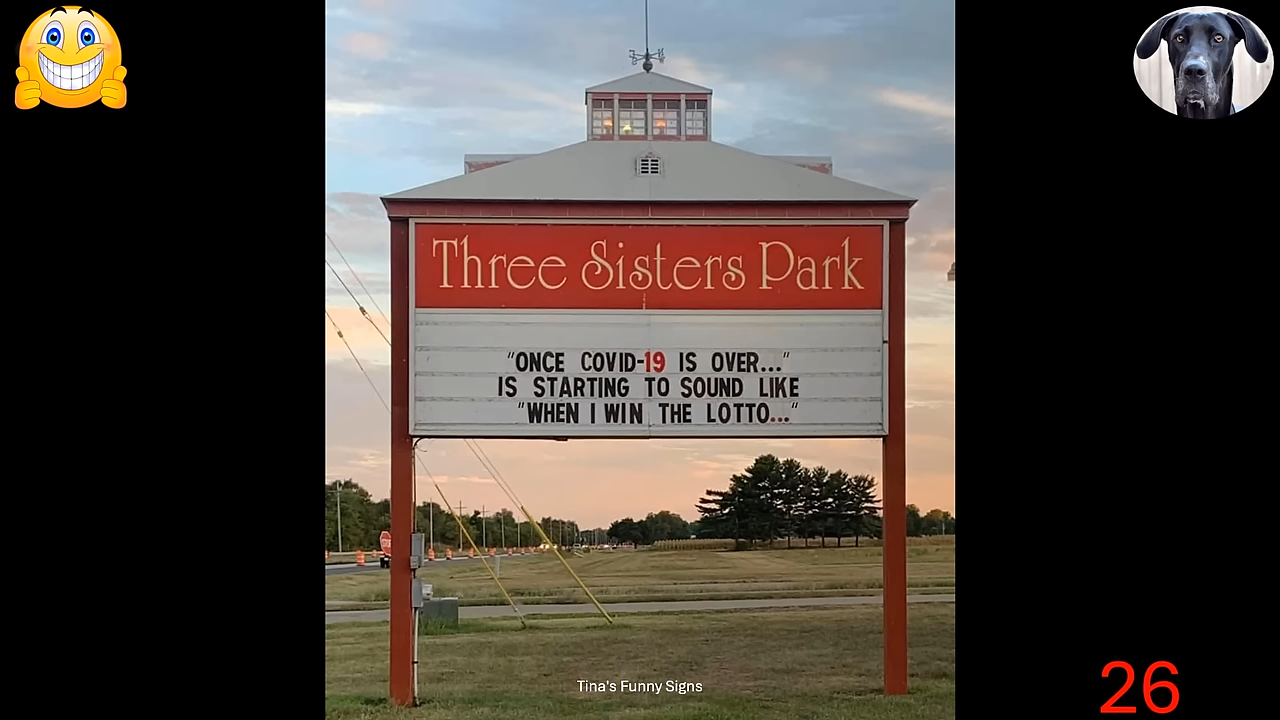 Three Sisters Park
"ONCE COVID-19 IS OVER..."
IS STARTING TO SOUND LIKE
"WHEN I WIN THE LOTTO..."
Tina's Funny Signs
26